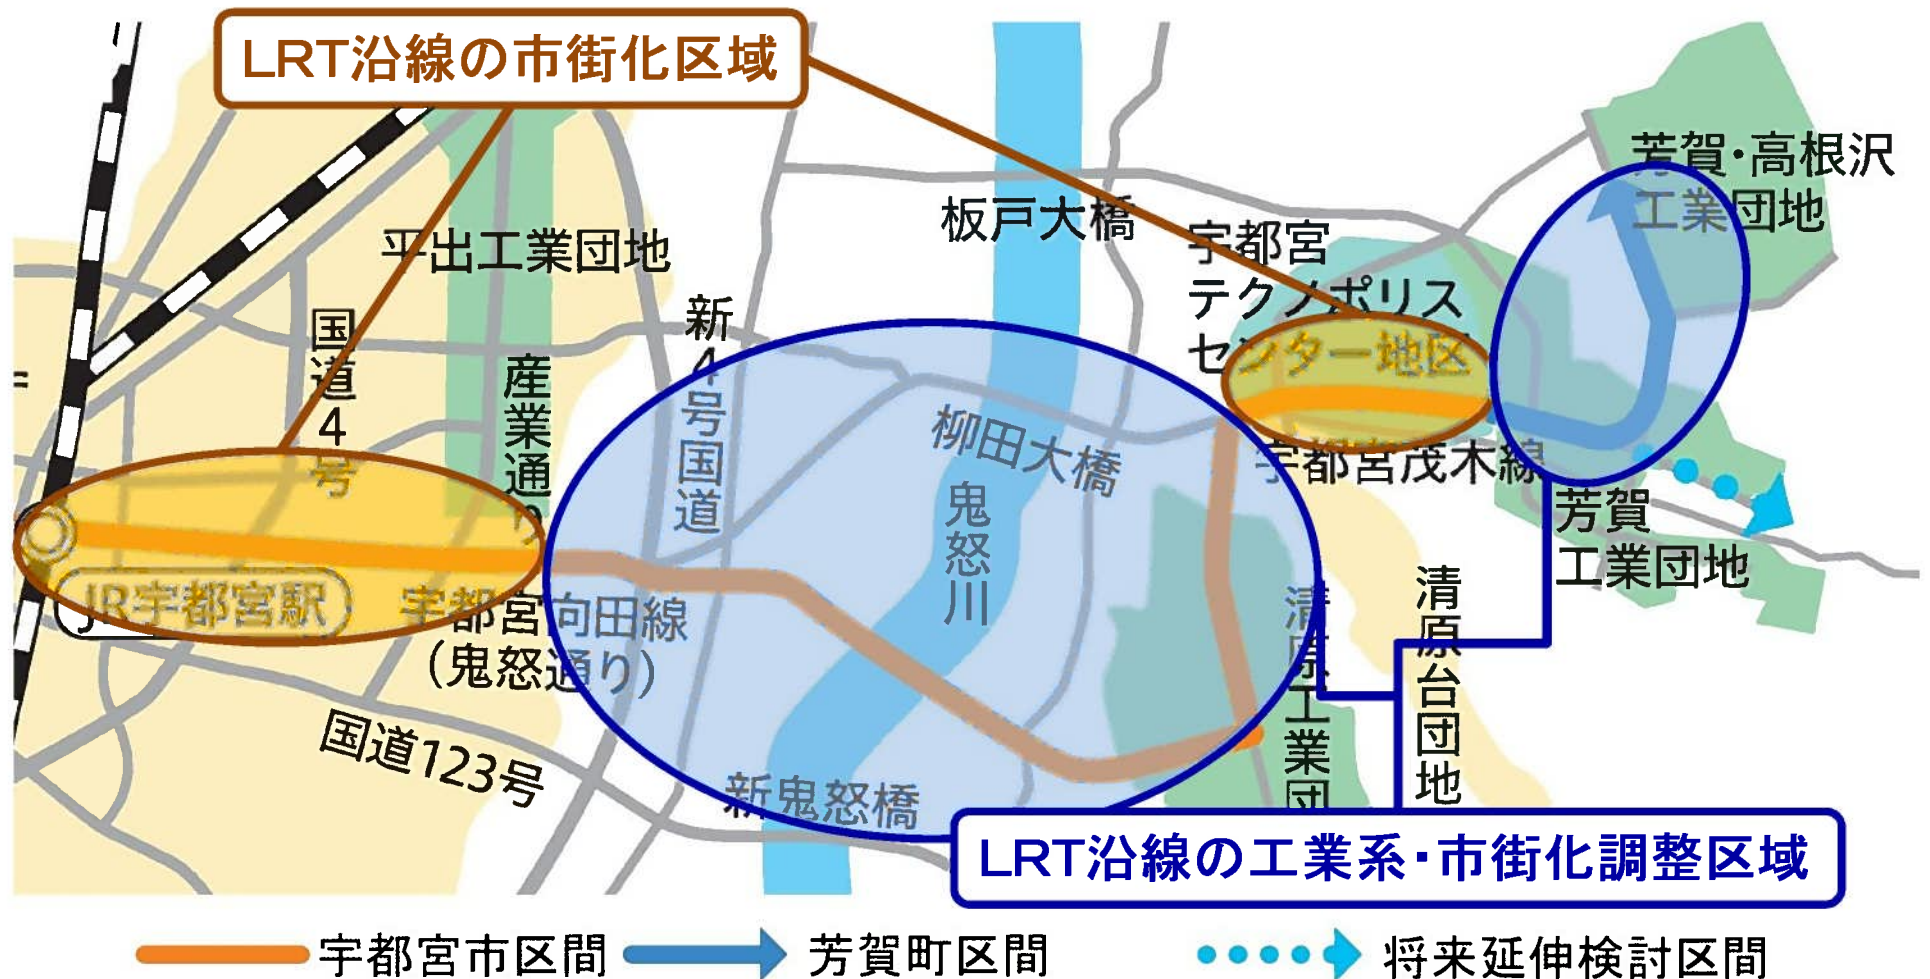 LRT沿線の市街化区域
芳賀・高根沢
工業団地
板戸大橋
宇都宮
テクノポリス
センター地区
平出工業団地
国道4号
産業通り
新4号国道
柳田大橋
鬼怒川
宇都宮茂木線
芳賀
工業団地
JR宇都宮駅
宇都宮向田線
(鬼怒通り)
清原工業団
清原台団地
国道123号
新鬼怒橋
LRT沿線の工業系・市街化調整区域
宇都宮市区間
芳賀町区間
将来延伸検討区間